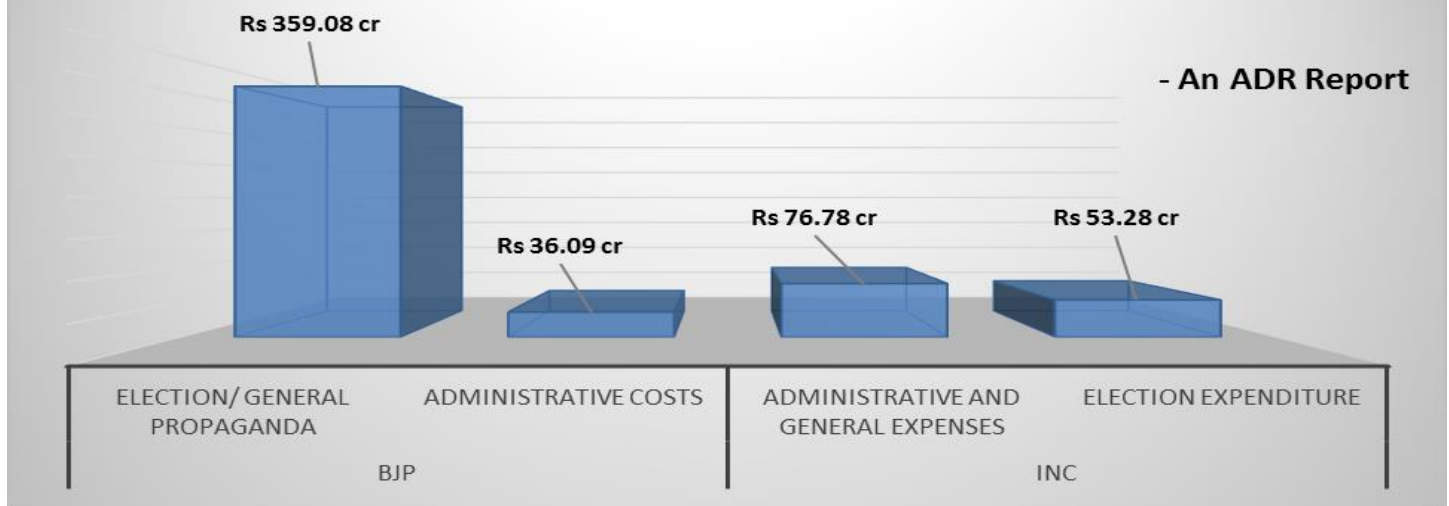 Rs 359.08 cr
- An ADR Report
Rs 36.09 cr
Rs 76.78 cr
Rs 53.28 cr
ELECTION/ GENERAL
PROPAGANDA
ADMINISTRATIVE COSTS
ADMINISTRATIVE AND
GENERAL EXPENSES
ELECTION EXPENDITURE
BJP
INC